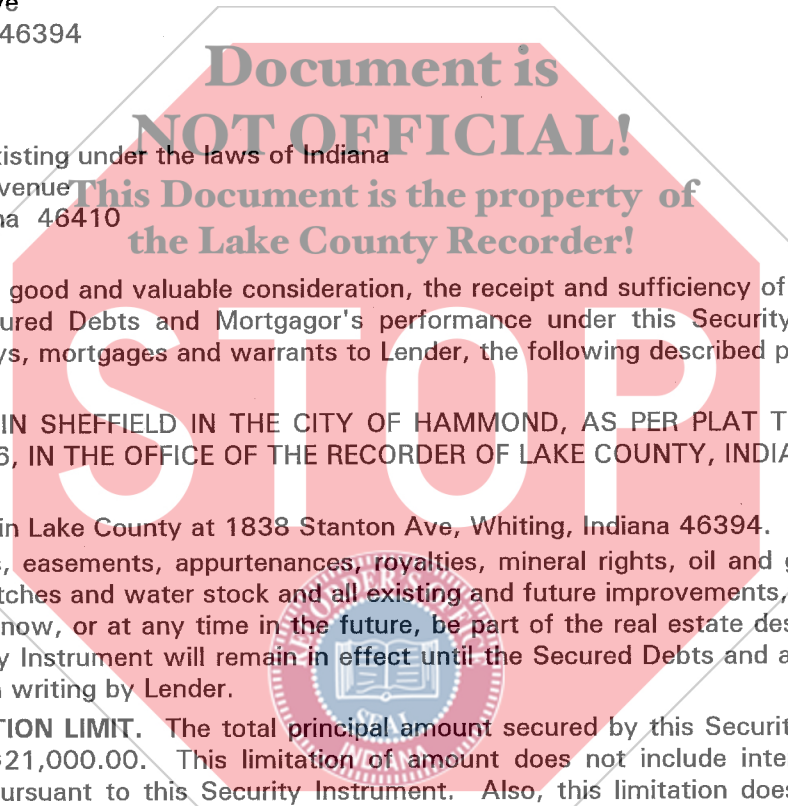 ve
46394
Document is
NOT OFFICIAL!
xisting under the laws of Indiana
venue
This Document is the property of
na 46410
the Lake County Recorder!
good and valuable consideration, the receipt and sufficiency of
ured Debts and Mortgagor's performance under this Security
ys, mortgages and warrants to Lender, the following described p
STOP
IN SHEFFIELD IN THE CITY OF HAMMOND, AS PER PLAT T
6, IN THE OFFICE OF THE RECORDER OF LAKE COUNTY, INDIA
in Lake County at 1838 Stanton Ave, Whiting, Indiana 46394.
s, easements, appurtenances, royalties, mineral rights, oil and g
tches and water stock and all existing and future improvements,
now, or at any time in the future, be part of the real estate des
y Instrument will remain in effect until the Secured Debts and a
n writing by Lender.
TION LIMIT. The total principal amount secured by this Securit
$21,000.00. This limitation of amount does not include inte
ursuant to this Security Instrument. Also, this limitation does
SEAL
INDIANA